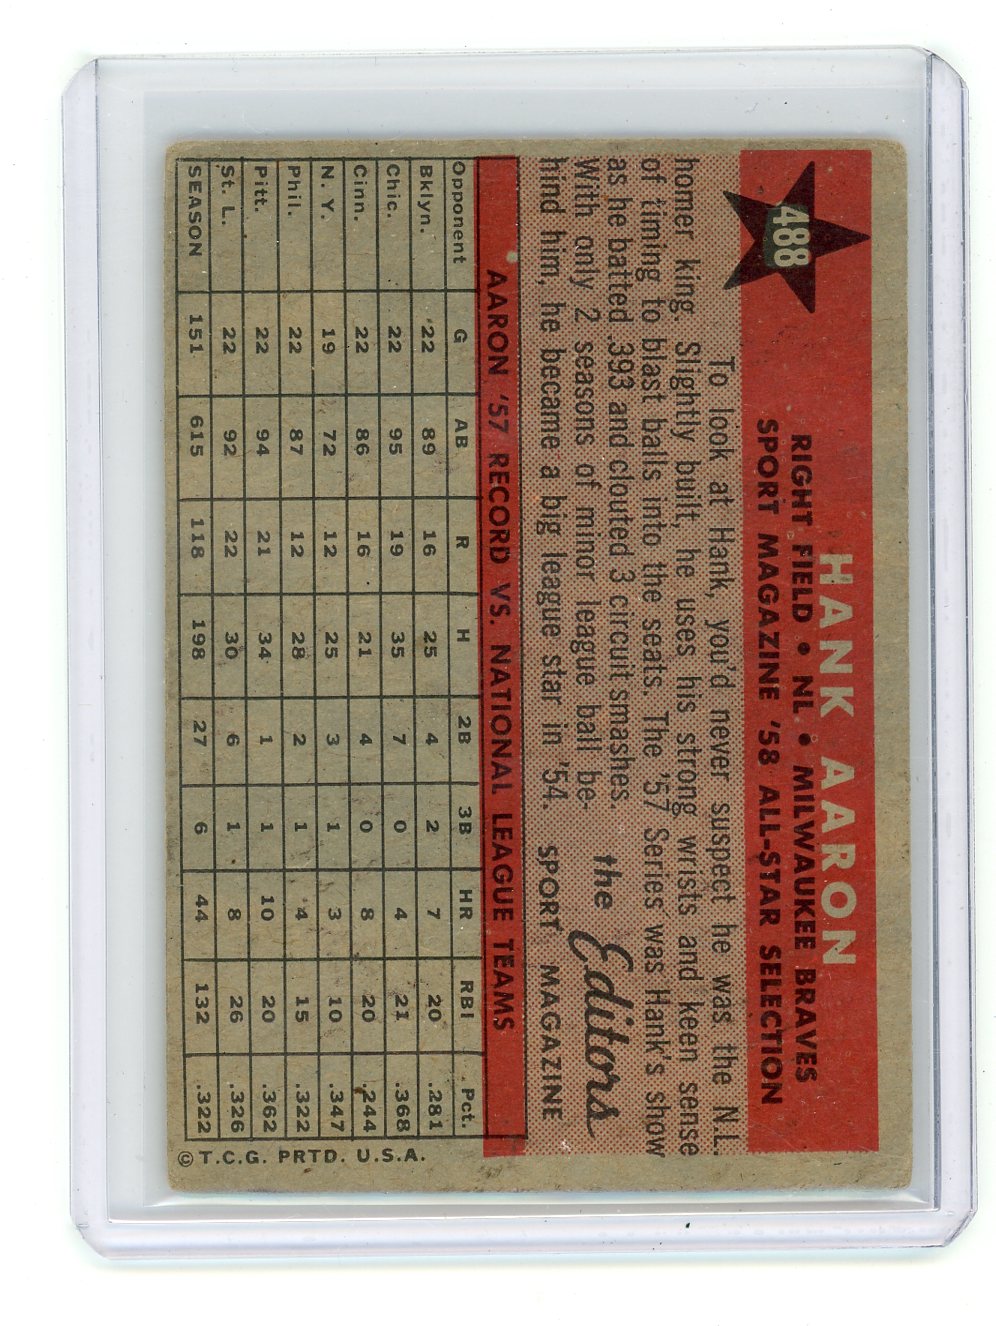 488
HANK AARON
RIGHT FIELD • NL • MILWAUKEE BRAVES
SPORT MAGAZINE '58 ALL-STAR SELECTION
To look at Hank, you'd never suspect he was the N.L.
homer king. Slightly built, he uses his strong wrists and keen sense
of timing to blast balls into the seats. The '57 Series was Hank's show
as he batted .393 and clouted 3 circuit smashes.
With only 2 seasons of minor league ball be-
hind him, he became a big league star in '54.
the Editors
SPORT MAGAZINE
AARON '57 RECORD VS. NATIONAL LEAGUE TEAMS
Opponent G AB R H 2B 3B HR RBI Pct.
Bklyn. 22 89 16 25 4 2 7 20 .281
Chic. 22 95 19 35 7 0 4 21 .368
Cinn. 22 86 16 21 4 0 8 20 .244
N. Y. 19 72 12 25 3 1 3 10 .347
Phil. 22 87 12 28 2 1 4 15 .322
Pitt. 22 94 21 34 1 1 10 20 .362
St. L. 22 92 22 30 6 1 8 26 .326
SEASON 151 615 118 198 27 6 44 132 .322
© T.C.G. PRTD. U.S.A.